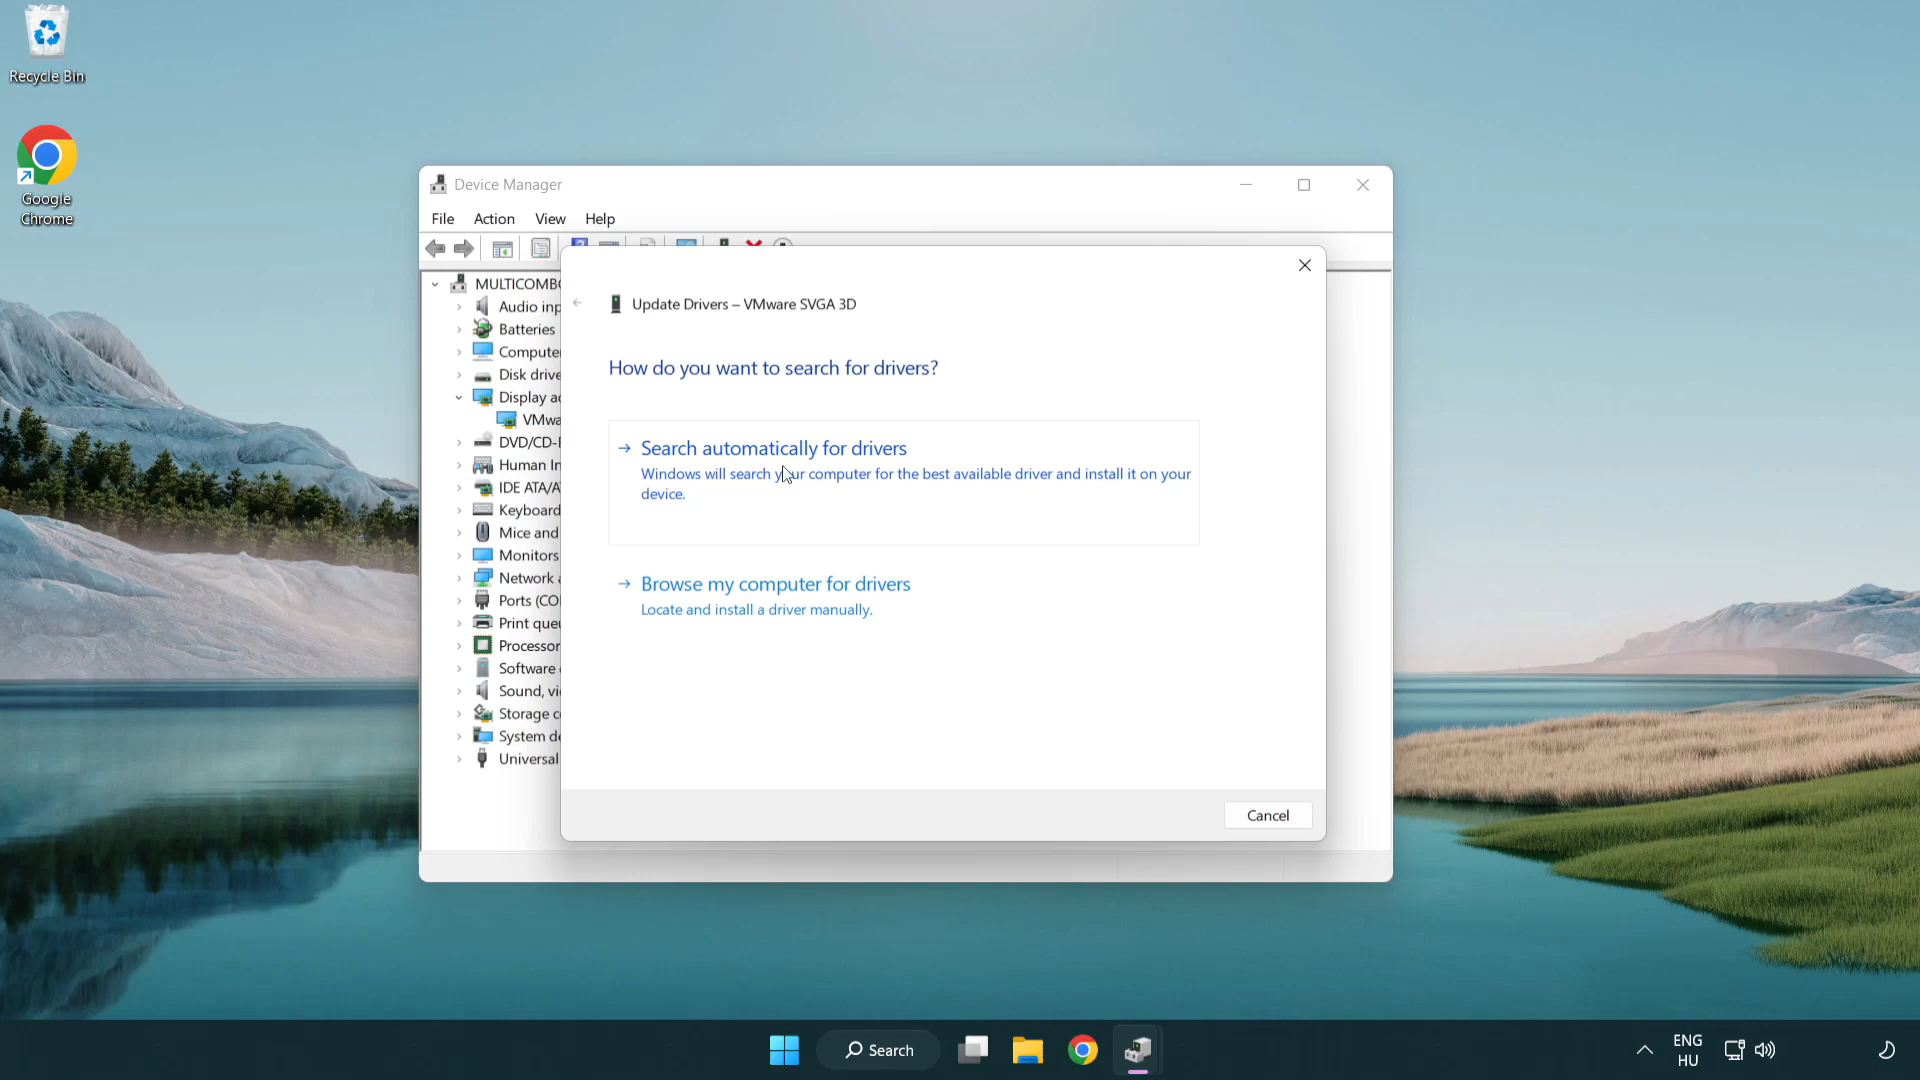 Recycle Bin
Google
Chrome
Device Manager
File Action View Help
MULTICOMBO
Audio inp
Batteries
Compute
Disk drive
Display a
VMwa
DVD/CD-
Human In
IDE ATA/A
Keyboard
Mice and
Monitors
Network a
Ports (CO
Print que
Processor
Software
Sound, vi
Storage c
System de
Universal
Update Drivers – VMware SVGA 3D
How do you want to search for drivers?
Search automatically for drivers
Windows will search your computer for the best available driver and install it on your
device.
Browse my computer for drivers
Locate and install a driver manually.
Cancel
Search
ENG
HU